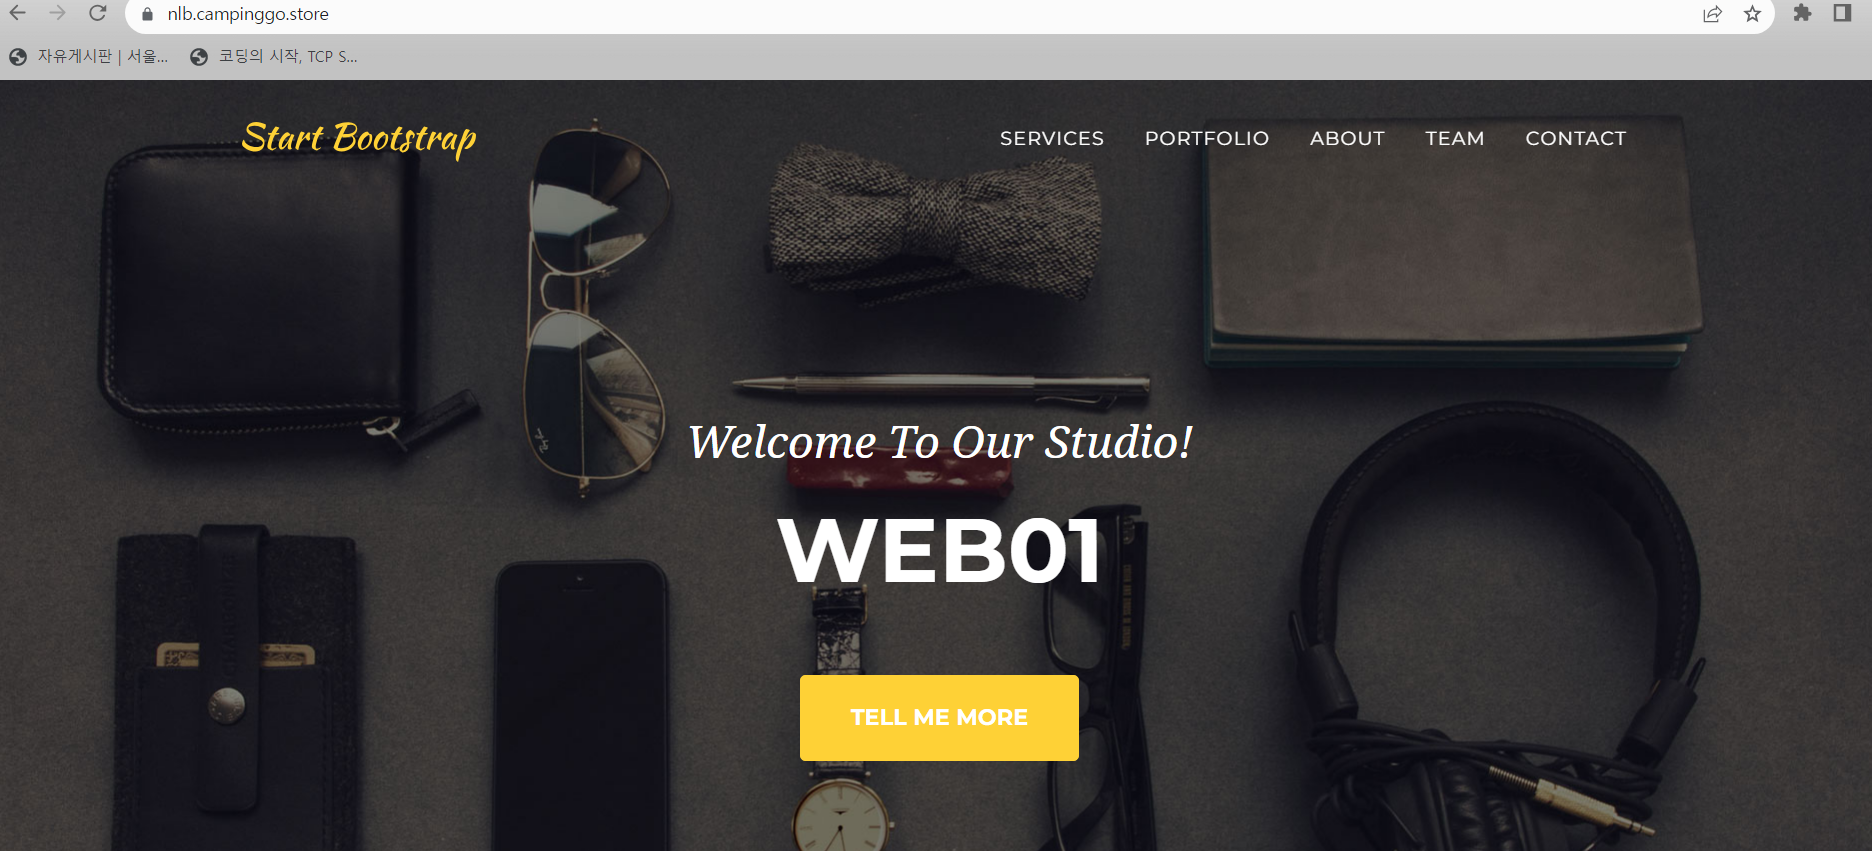 nlb.campinggo.store
자유게시판 | 서울...
코딩의 시작, TCP S...
Start Bootstrap
SERVICES PORTFOLIO ABOUT TEAM CONTACT
Welcome To Our Studio!
WEB01
TELL ME MORE